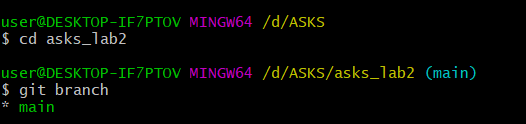 user@DESKTOP-IF7PTOV MINGW64 /d/ASKS
$ cd asks_lab2
user@DESKTOP-IF7PTOV MINGW64 /d/ASKS/asks_lab2 (main)
$ git branch
* main